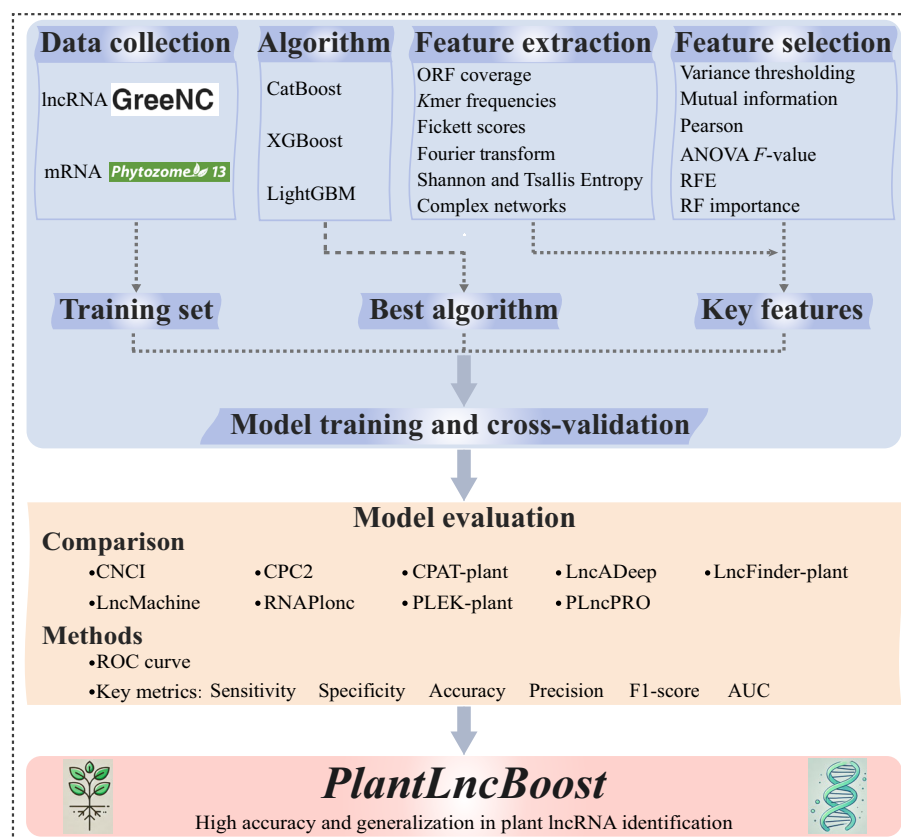 Data collection
lncRNA GreeNC
mRNA Phytozome 13
Algorithm
CatBoost
XGBoost
LightGBM
Feature extraction
ORF coverage
Kmer frequencies
Fickett scores
Fourier transform
Shannon and Tsallis Entropy
Complex networks
Feature selection
Variance thresholding
Mutual information
Pearson
ANOVA F-value
RFE
RF importance
Training set
Best algorithm
Key features
Model training and cross-validation
Model evaluation
Comparison
•CNCI •CPC2 •CPAT-plant •LncADeep •LncFinder-plant
•LncMachine •RNAPlonc •PLEK-plant •PLncPRO
Methods
•ROC curve
•Key metrics: Sensitivity Specificity Accuracy Precision F1-score AUC
PlantLncBoost
High accuracy and generalization in plant lncRNA identification